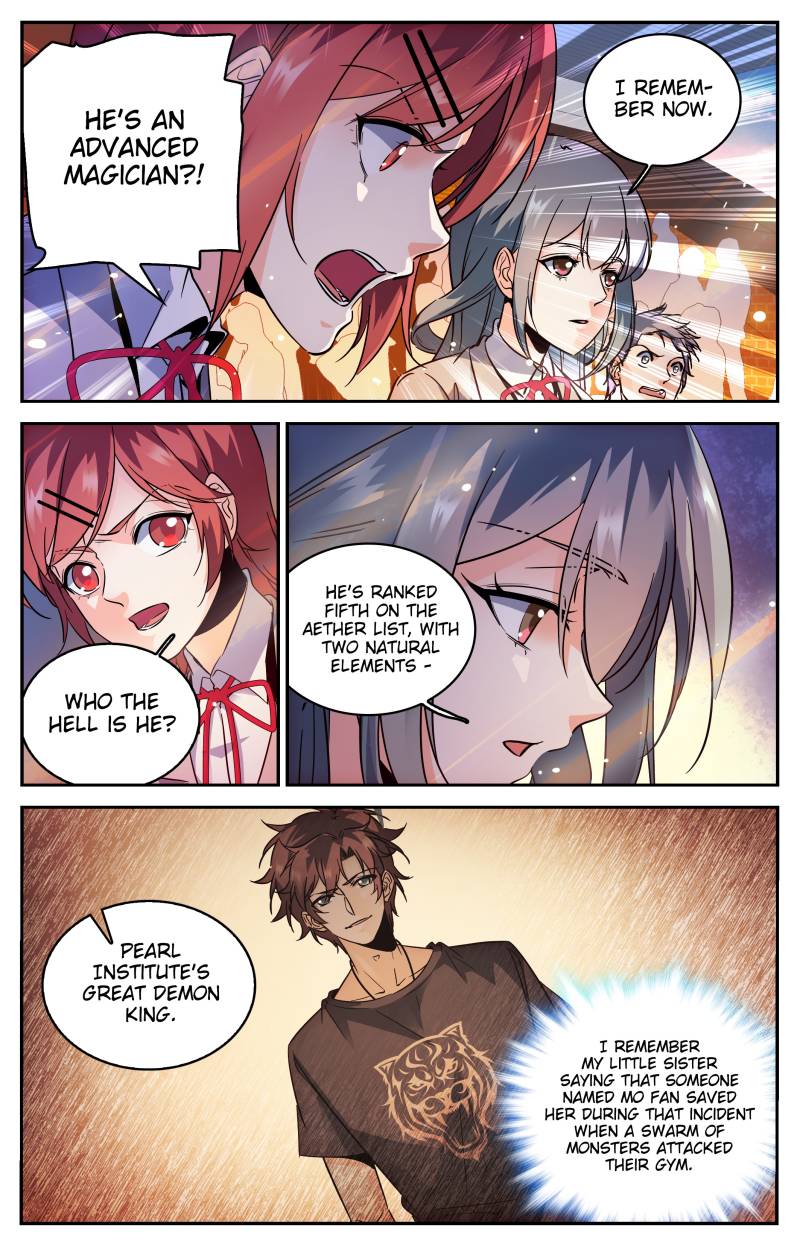 HE'S AN
ADVANCED
MAGICIAN?!
I REMEM-
BER NOW.
WHO THE
HELL IS HE?
HE'S RANKED
FIFTH ON THE
AETHER LIST, WITH
TWO NATURAL
ELEMENTS -
PEARL
INSTITUTE'S
GREAT DEMON
KING.
I REMEMBER
MY LITTLE SISTER
SAYING THAT SOMEONE
NAMED MO FAN SAVED
HER DURING THAT INCIDENT
WHEN A SWARM OF
MONSTERS ATTACKED
THEIR GYM.